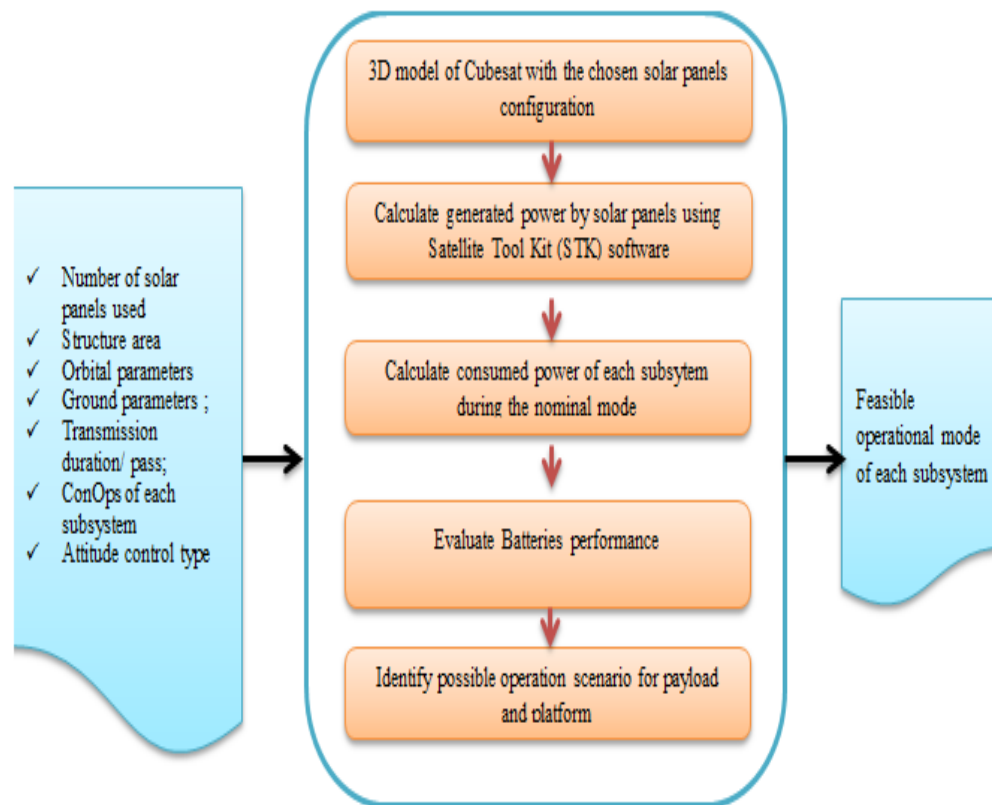 ✓ Number of solar
panels used
✓ Structure area
✓ Orbital parameters
✓ Ground parameters ;
✓ Transmission
duration/ pass;
✓ ConOps of each
subsystem
✓ Attitude control type
3D model of Cubesat with the chosen solar panels
configuration
Calculate generated power by solar panels using
Satellite Tool Kit (STK) software
Calculate consumed power of each subsytem
during the nominal mode
Evaluate Batteries performance
Identify possible operation scenario for payload
and platform
Feasible
operational mode
of each subsystem